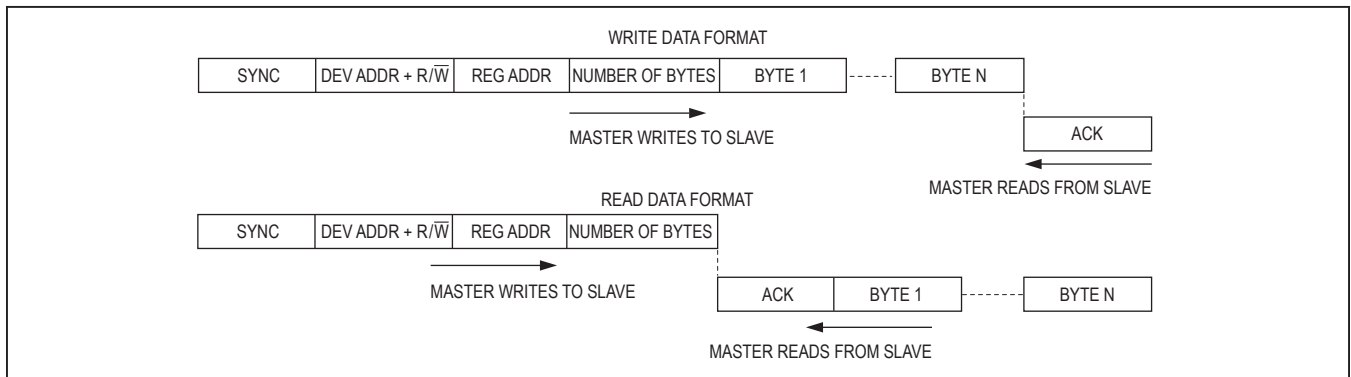 WRITE DATA FORMAT
SYNC DEV ADDR + R/W̅ REG ADDR NUMBER OF BYTES BYTE 1 BYTE N
MASTER WRITES TO SLAVE
ACK
MASTER READS FROM SLAVE
READ DATA FORMAT
SYNC DEV ADDR + R/W̅ REG ADDR NUMBER OF BYTES
MASTER WRITES TO SLAVE
ACK BYTE 1 BYTE N
MASTER READS FROM SLAVE